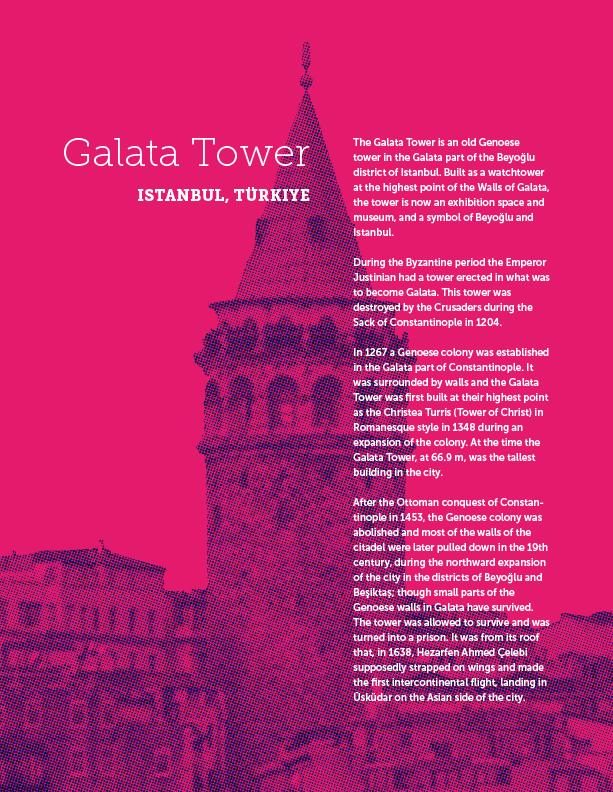 Galata Tower
ISTANBUL, TÜRKIYE
The Galata Tower is an old Genoese
tower in the Galata part of the Beyoğlu
district of Istanbul. Built as a watchtower
at the highest point of the Walls of Galata,
the tower is now an exhibition space and
museum, and a symbol of Beyoğlu and
Istanbul.
During the Byzantine period the Emperor
Justinian had a tower erected in what was
to become Galata. This tower was
destroyed by the Crusaders during the
Sack of Constantinople in 1204.
In 1267 a Genoese colony was established
in the Galata part of Constantinople. It
was surrounded by walls and the Galata
Tower was first built at their highest point
as the Christea Turris (Tower of Christ) in
Romanesque style in 1348 during an
expansion of the colony. At the time the
Galata Tower, at 66.9 m, was the tallest
building in the city.
After the Ottoman conquest of Constan-
tinople in 1453, the Genoese colony was
abolished and most of the walls of the
citadel were later pulled down in the 19th
century, during the northward expansion
of the city in the districts of Beyoğlu and
Beşiktaş; though small parts of the
Genoese walls in Galata have survived.
The tower was allowed to survive and was
turned into a prison. It was from its roof
that, in 1638, Hezarfen Ahmed Çelebi
supposedly strapped on wings and made
the first intercontinental flight, landing in
Üsküdar on the Asian side of the city.